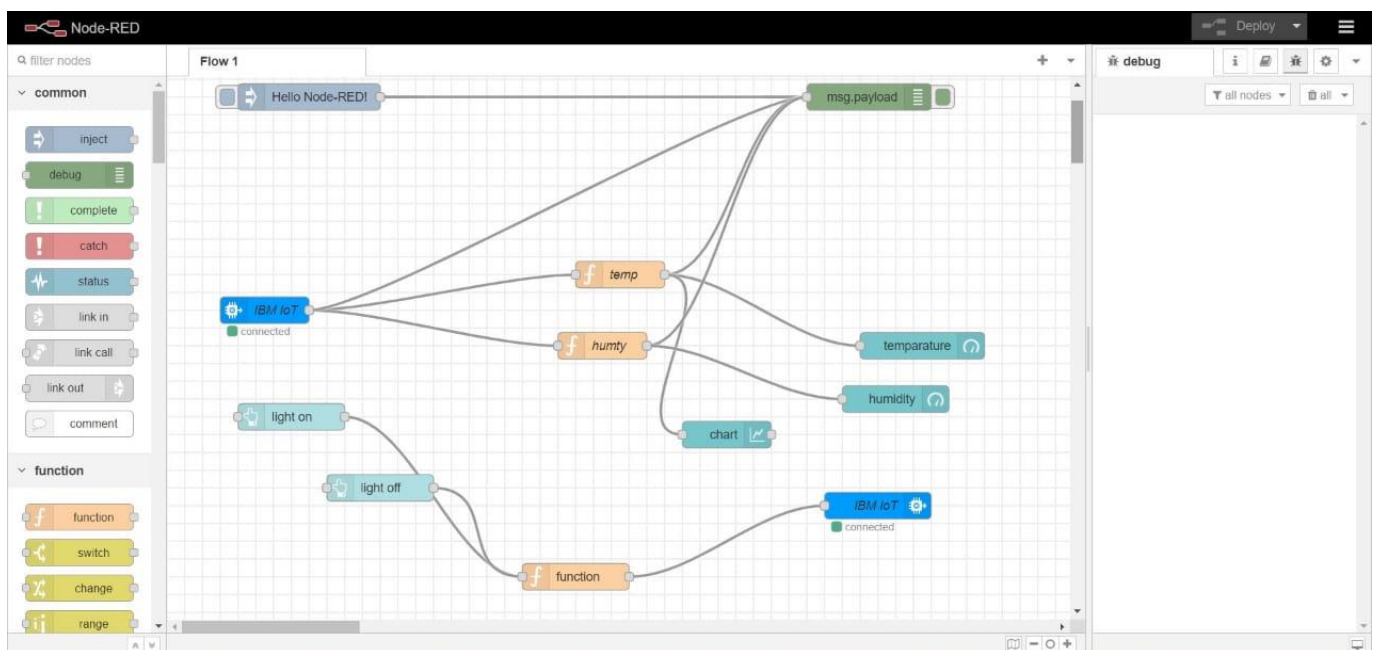 Node-RED
Deploy
filter nodes
common
inject
debug
complete
catch
status
link in
link call
link out
comment
function
function
switch
change
range
Flow 1
Hello Node-RED!
msg.payload
temp
IBM IoT
connected
humty
temparature
humidity
light on
chart
light off
IBM IoT
connected
function
debug
i
all nodes
all